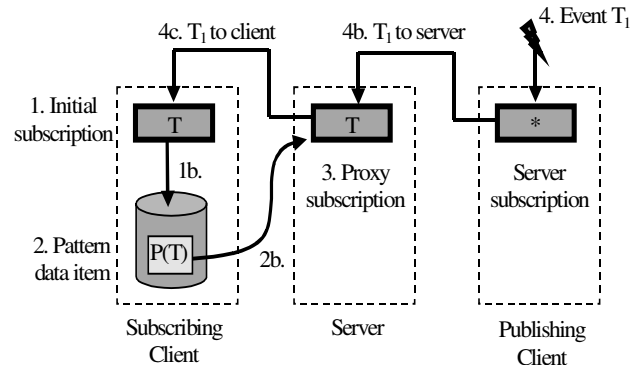 4c. T1 to client
4b. T1 to server
4. Event T1
1. Initial
subscription
T
T
*
1b.
3. Proxy
subscription
Server
subscription
2. Pattern
data item
P(T)
2b.
Subscribing
Client
Server
Publishing
Client